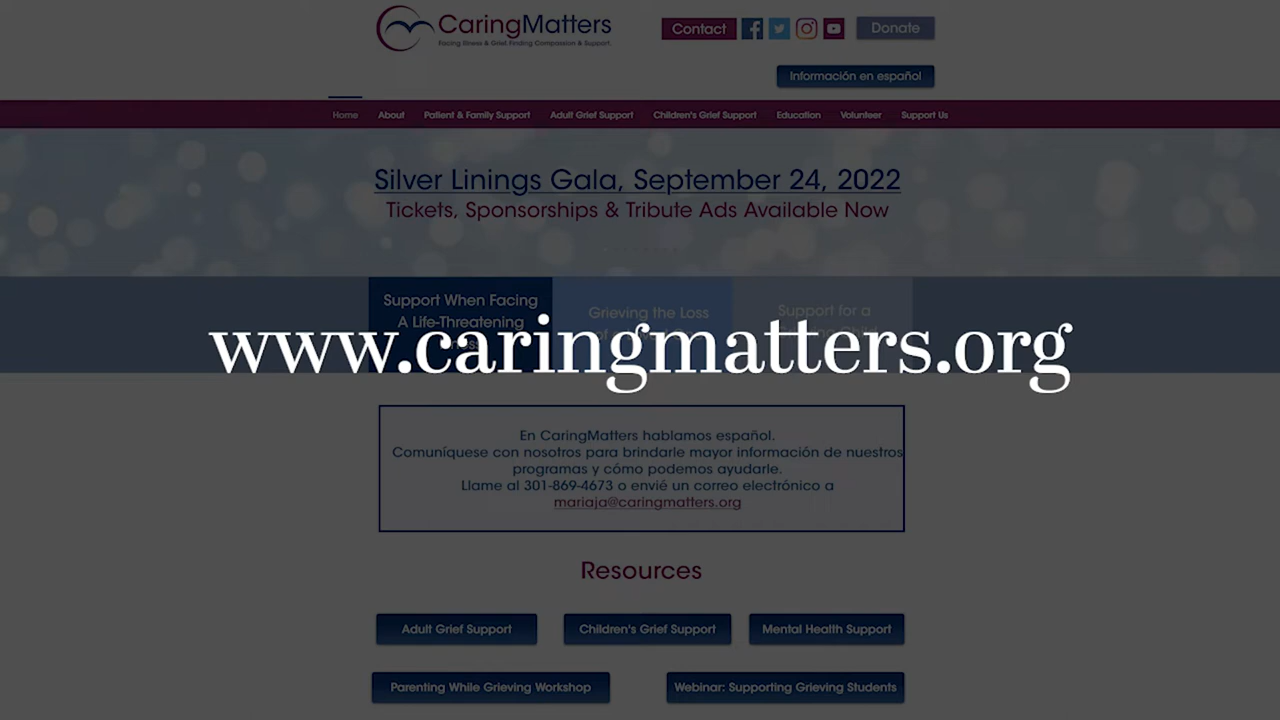 CaringMatters
Facing Illness & Grief. Finding Compassion & Support.
Contact
Donate
Información en español
Home
About
Patient & Family Support
Adult Grief Support
Children's Grief Support
Education
Volunteer
Support Us
Silver Linings Gala, September 24, 2022
Tickets, Sponsorships & Tribute Ads Available Now
Support When Facing
A Life-Threatening
Grieving the Loss
Support for a
www.caringmatters.org
En CaringMatters hablamos español.
Comuníquese con nosotros para brindarle mayor información de nuestros
programas y cómo podemos ayudarle.
Llame al 301-869-4673 o envié un correo electrónico a
mariaja@caringmatters.org
Resources
Adult Grief Support
Children's Grief Support
Mental Health Support
Parenting While Grieving Workshop
Webinar: Supporting Grieving Students